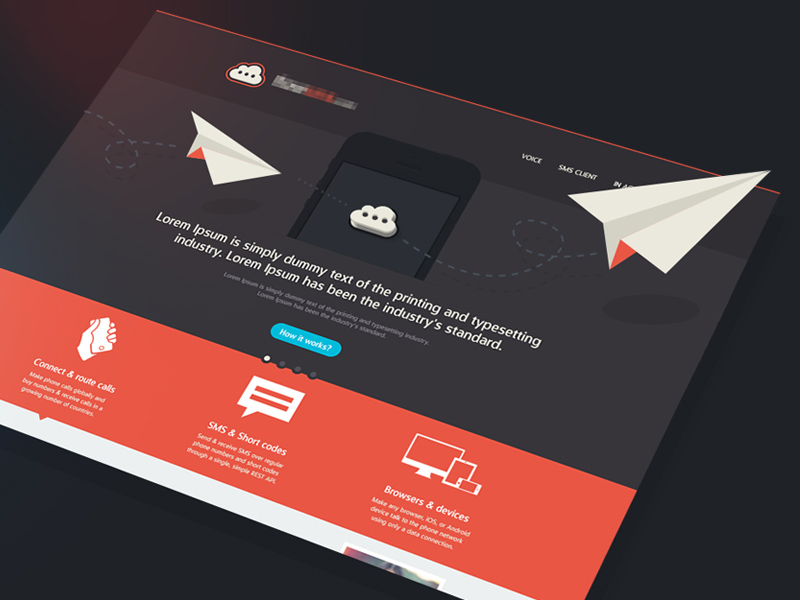 VOICE
SMS CLIENT
Lorem Ipsum is simply dummy text of the printing and typesetting
industry. Lorem Ipsum has been the industry's standard.
Lorem Ipsum is simply dummy text of the printing and typesetting industry.
Lorem Ipsum has been the industry's standard.
How it works?
Connect & route calls
Make phone calls globally and
buy numbers & receive calls in a
growing number of countries.
SMS & Short codes
Send & receive SMS over regular
phone numbers and short codes
through a single, simple REST API.
Browsers & devices
Make any browser, iOS, or Android
device talk to the phone network
using only a data connection.